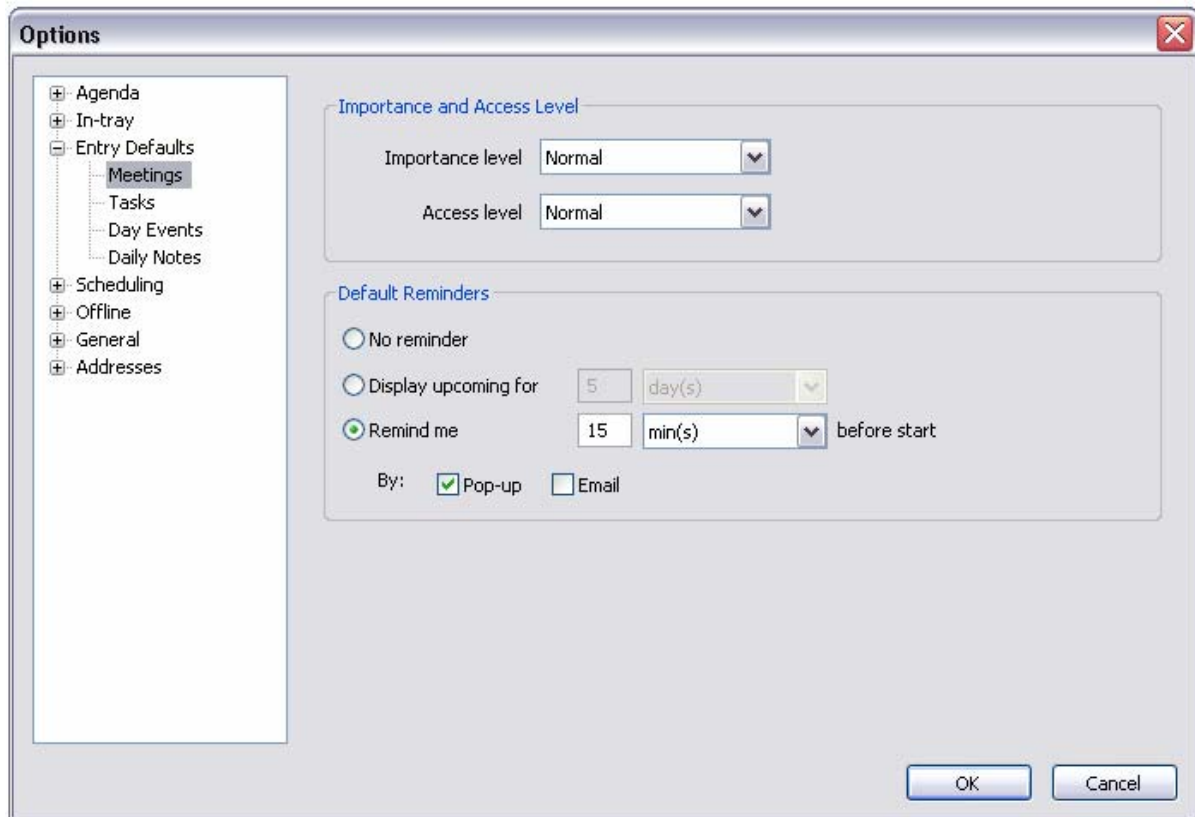 Options
Agenda
In-tray
Entry Defaults
Meetings
Tasks
Day Events
Daily Notes
Scheduling
Offline
General
Addresses
Importance and Access Level
Importance level Normal
Access level Normal
Default Reminders
No reminder
Display upcoming for 5 day(s)
Remind me 15 min(s) before start
By: Pop-up Email
OK Cancel